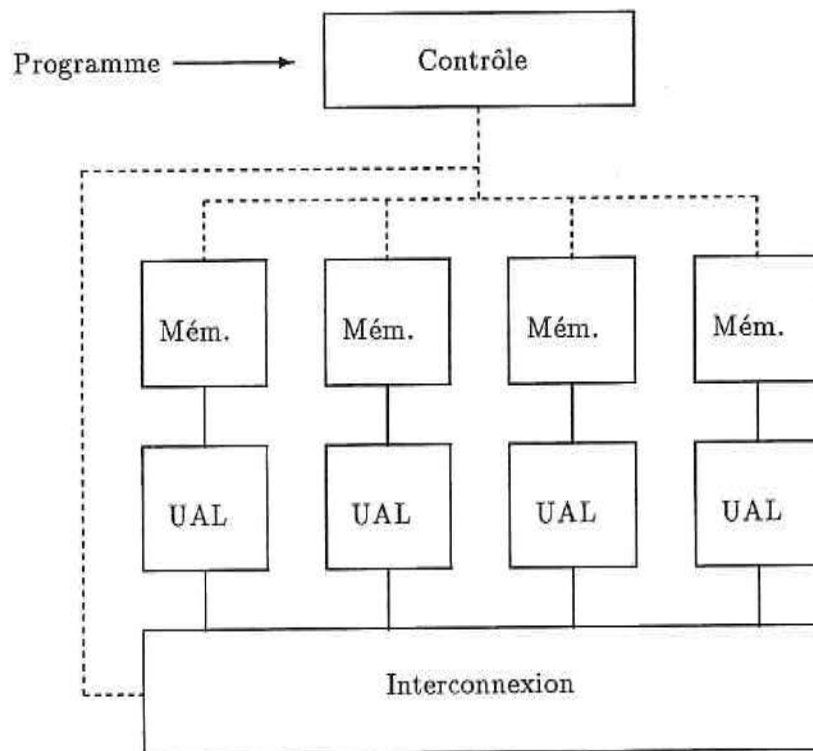 Programme
Contrôle
Mém.
Mém.
Mém.
Mém.
UAL
UAL
UAL
UAL
Interconnexion